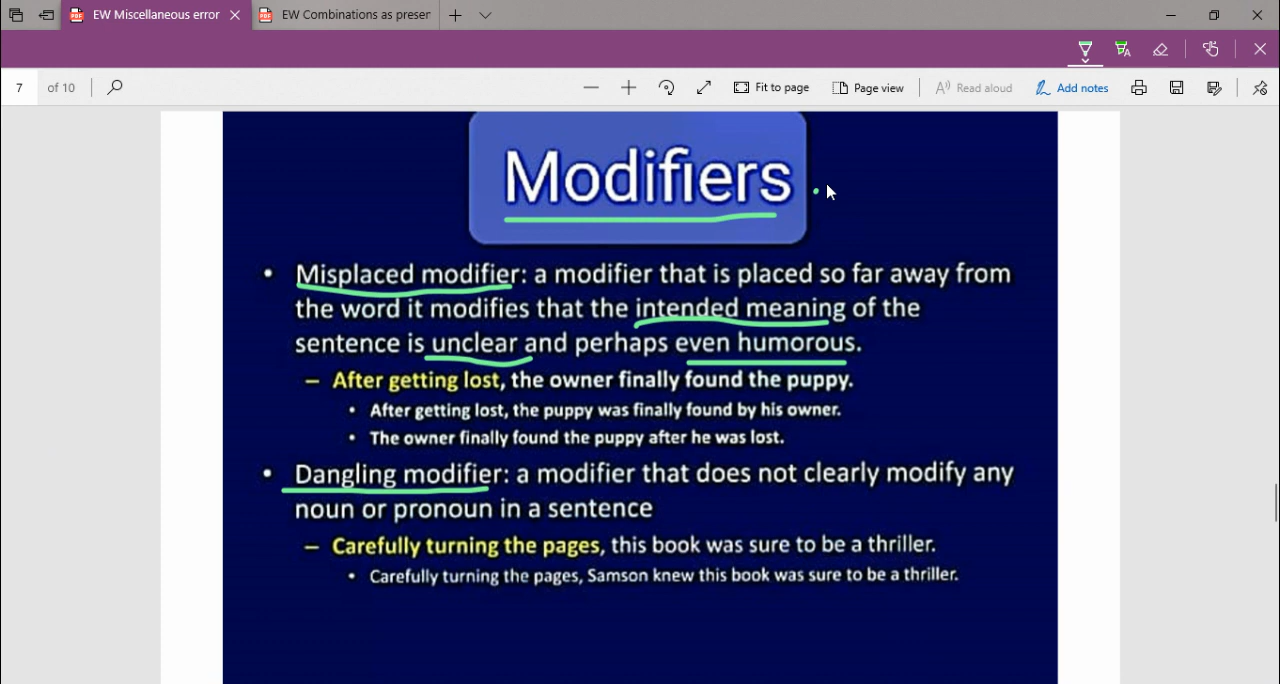 EW Miscellaneous error
EW Combinations as preser
7 of 10
Fit to page
Page view
Read aloud
Add notes
Modifiers
• Misplaced modifier: a modifier that is placed so far away from
the word it modifies that the intended meaning of the
sentence is unclear and perhaps even humorous.
– After getting lost, the owner finally found the puppy.
• After getting lost, the puppy was finally found by his owner.
• The owner finally found the puppy after he was lost.
• Dangling modifier: a modifier that does not clearly modify any
noun or pronoun in a sentence
– Carefully turning the pages, this book was sure to be a thriller.
• Carefully turning the pages, Samson knew this book was sure to be a thriller.